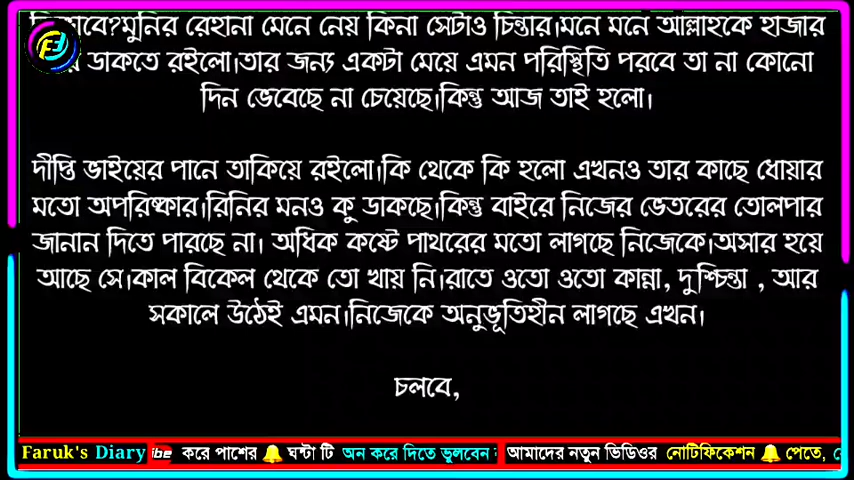 মুনির রেহানা মেনে নেয় কিনা সেটাও চিন্তার।মনে মনে আল্লাহকে হাজার
ডাকতে রইলো।তার জন্য একটা মেয়ে এমন পরিস্থিতি পরবে তা না কোনো
দিন ভেবেছে না চেয়েছে।কিন্তু আজ তাই হলো।
দীপ্তি ভাইয়ের পানে তাকিয়ে রইলো।কি থেকে কি হলো এখনও তার কাছে ধোয়ার
মতো অপরিষ্কার।রিনির মনও কু ডাকছে।কিন্তু বাইরে নিজের ভেতরের তোলপার
জানান দিতে পারছে না। অধিক কষ্টে পাথরের মতো লাগছে নিজেকে।অসার হয়ে
আছে সে।কাল বিকেল থেকে তো খায় নি।রাতে ওতো ওতো কান্না, দুশ্চিন্তা , আর
সকালে উঠেই এমন।নিজেকে অনুভূতিহীন লাগছে এখন।
চলবে,
Faruk's Diary ibe করে পাশের 🔔 ঘন্টা টি অন করে দিতে ভুলবেন আমাদের নতুন ভিডিওর নোটিফিকেশন 🔔 পেতে,